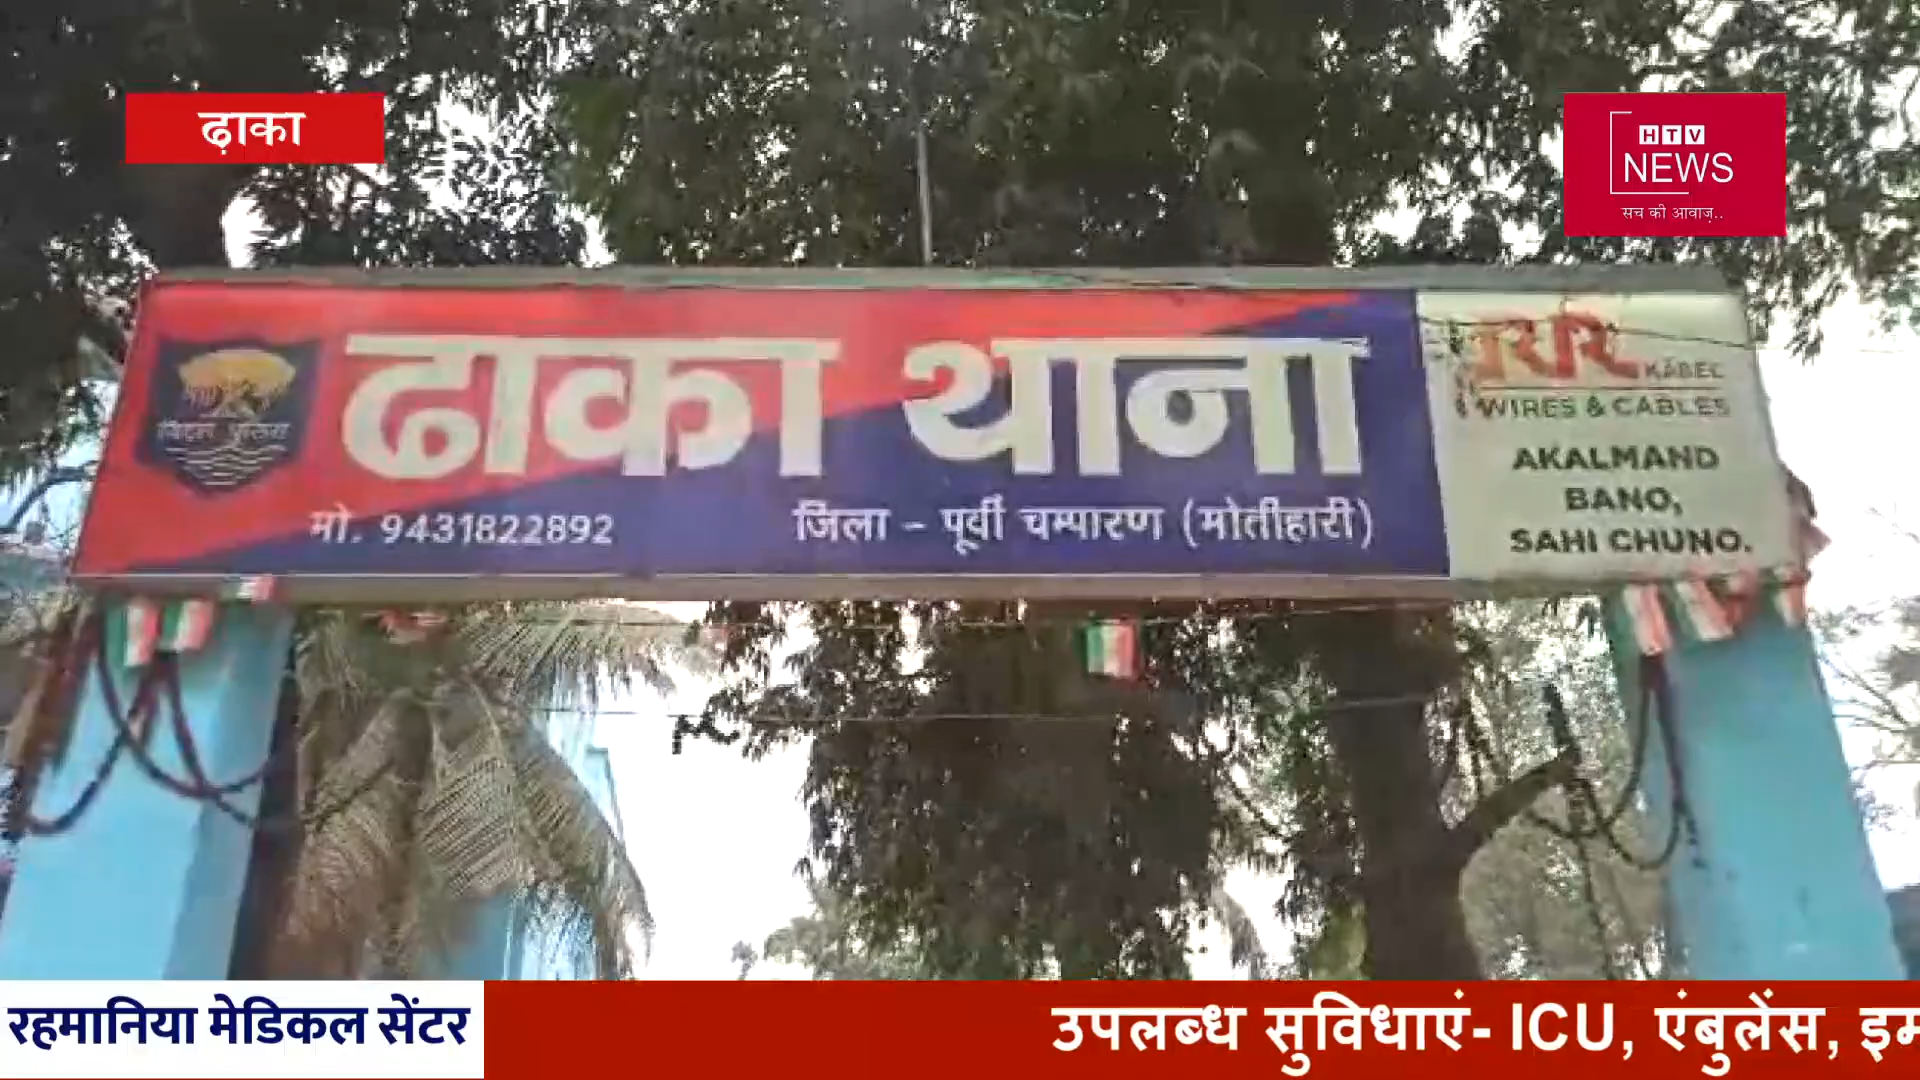 ढ़ाका
HTV
NEWS
सच की आवाज़..
बिहार पुलिस
ढाका थाना
मो. 9431822892
जिला - पूर्वी चम्पारण (मोतीहारी)
RR KABEL
WIRES & CABLES
AKALMAND
BANO,
SAHI CHUNO.
रहमानिया मेडिकल सेंटर
उपलब्ध सुविधाएं- ICU, एंबुलेंस,